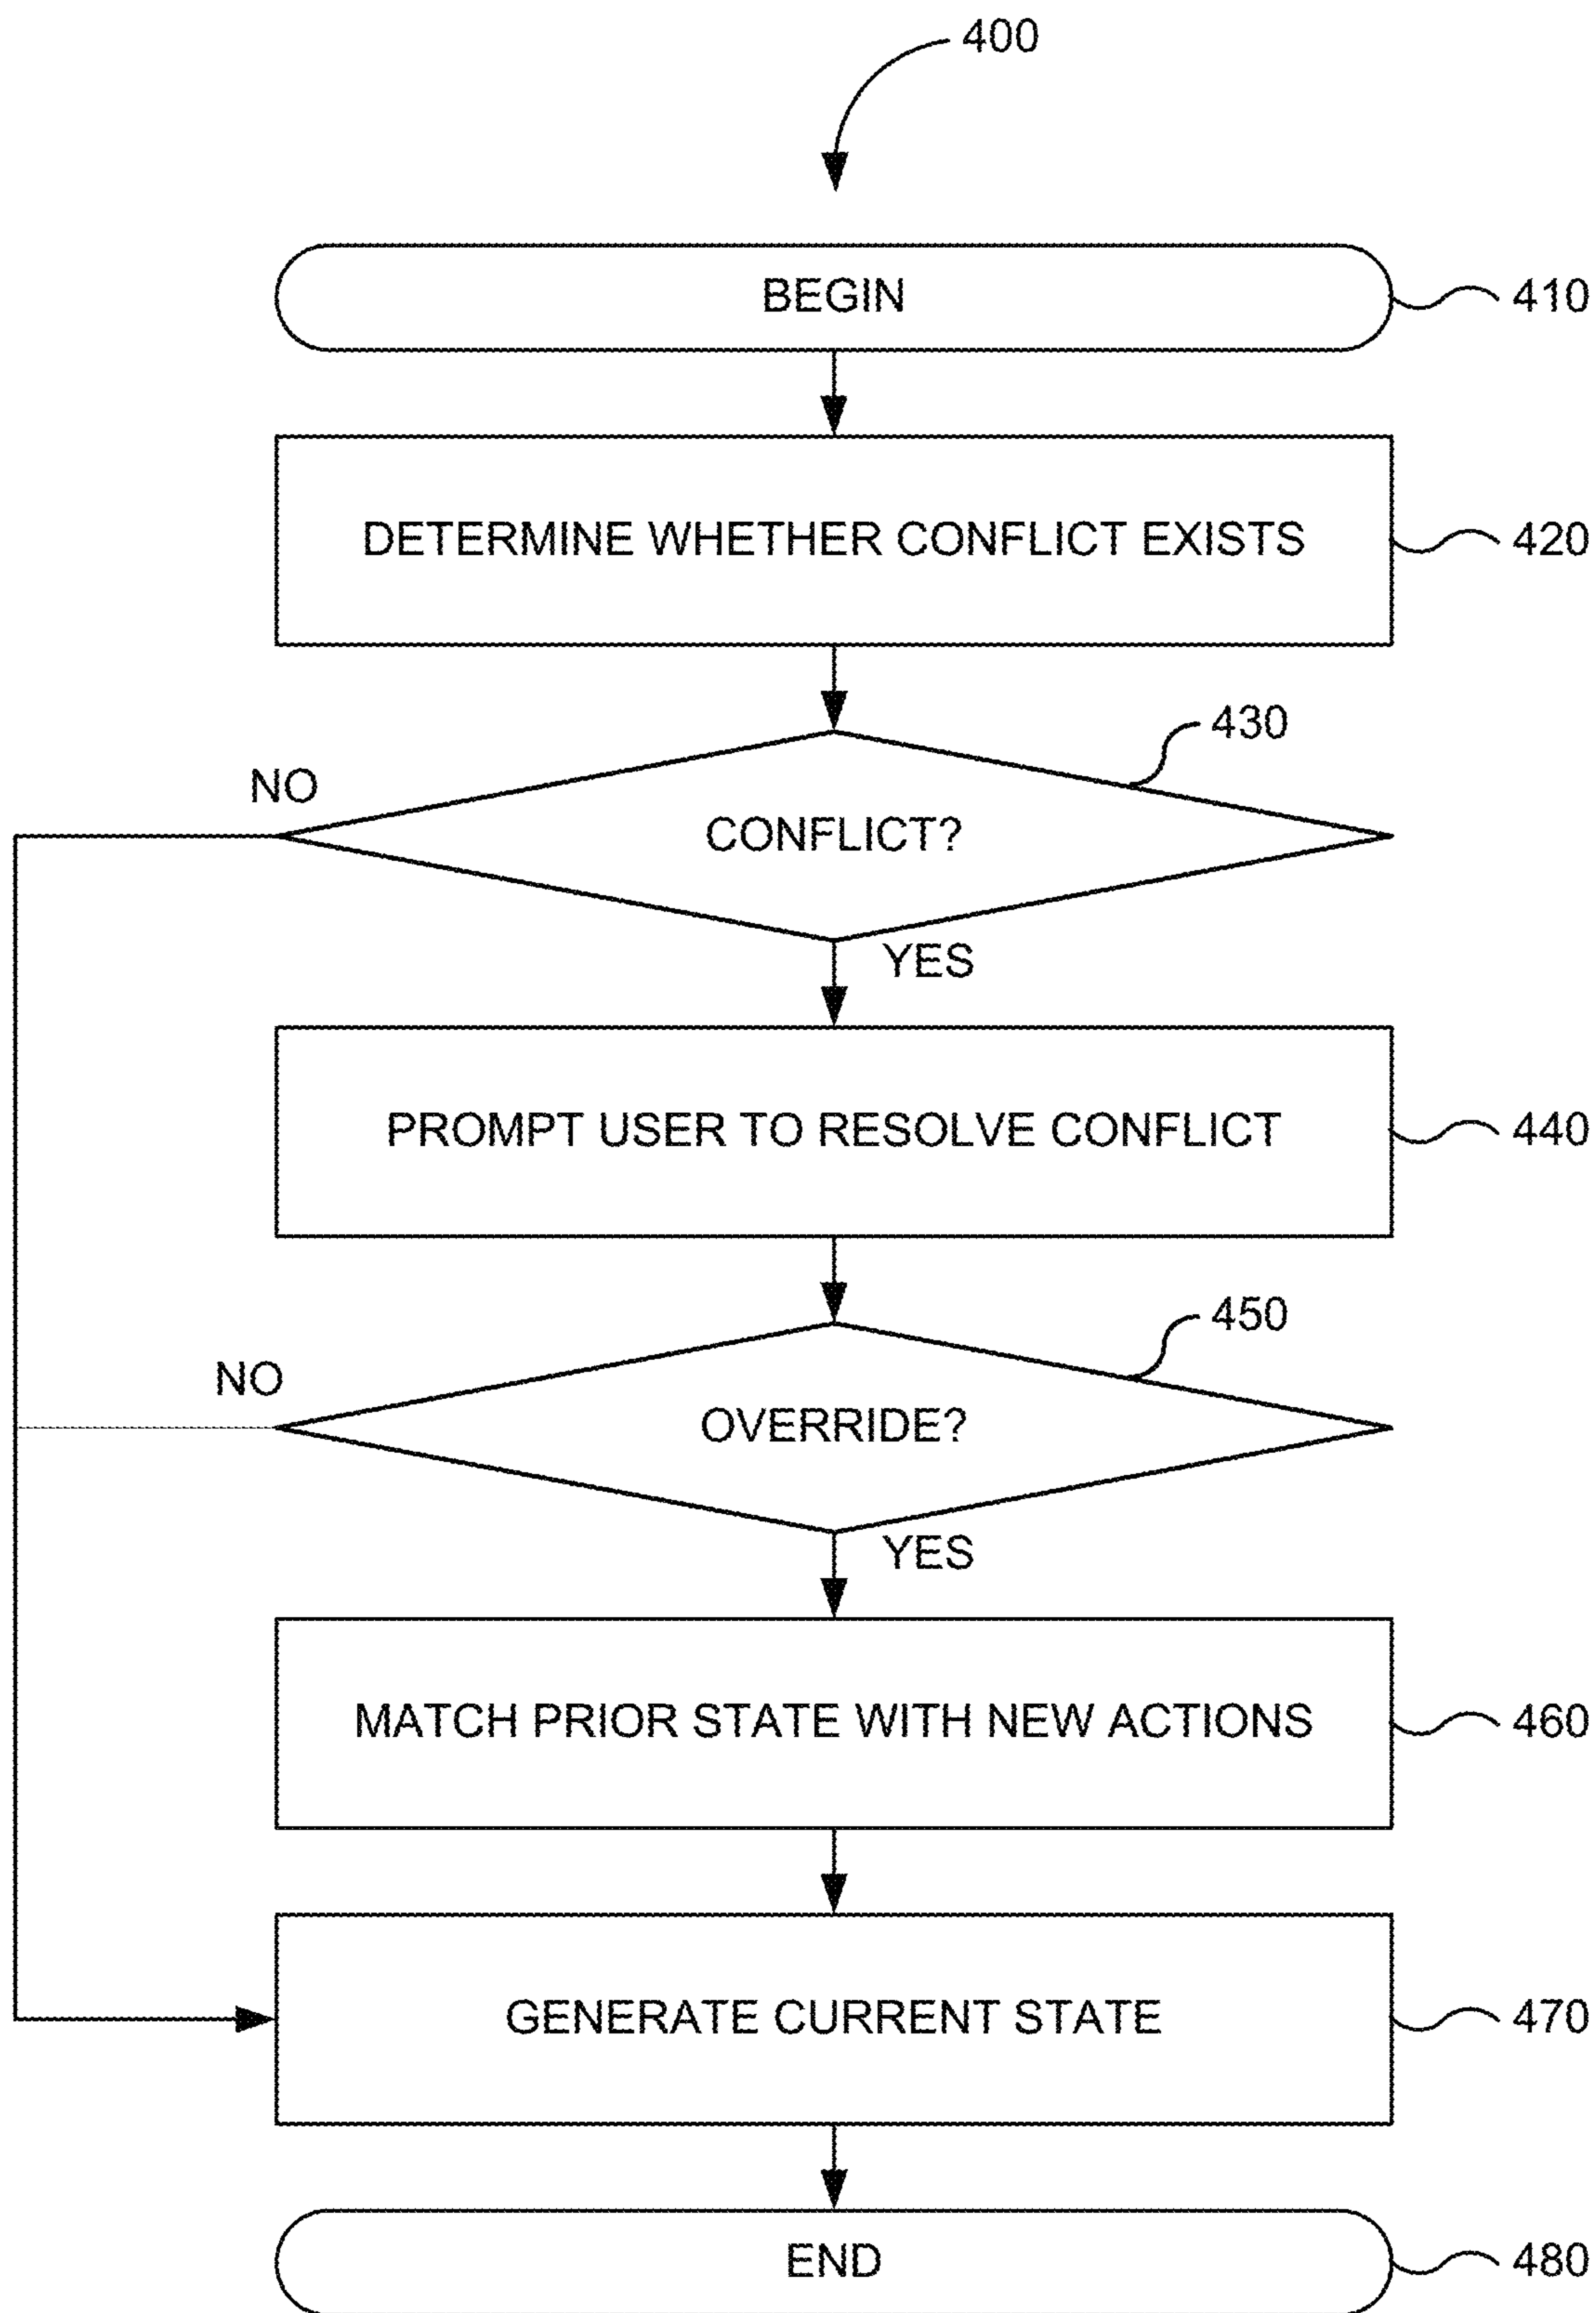 400
BEGIN
410
DETERMINE WHETHER CONFLICT EXISTS
420
430
NO
CONFLICT?
YES
PROMPT USER TO RESOLVE CONFLICT
440
450
NO
OVERRIDE?
YES
MATCH PRIOR STATE WITH NEW ACTIONS
460
GENERATE CURRENT STATE
470
END
480